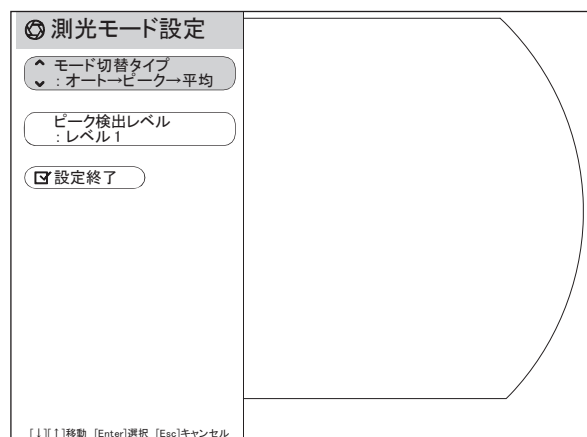 測光モード設定
モード切替タイプ
:オート→ピーク→平均
ピーク検出レベル
:レベル1
設定終了
[↓][↑]移動 [Enter]選択 [Esc]キャンセル